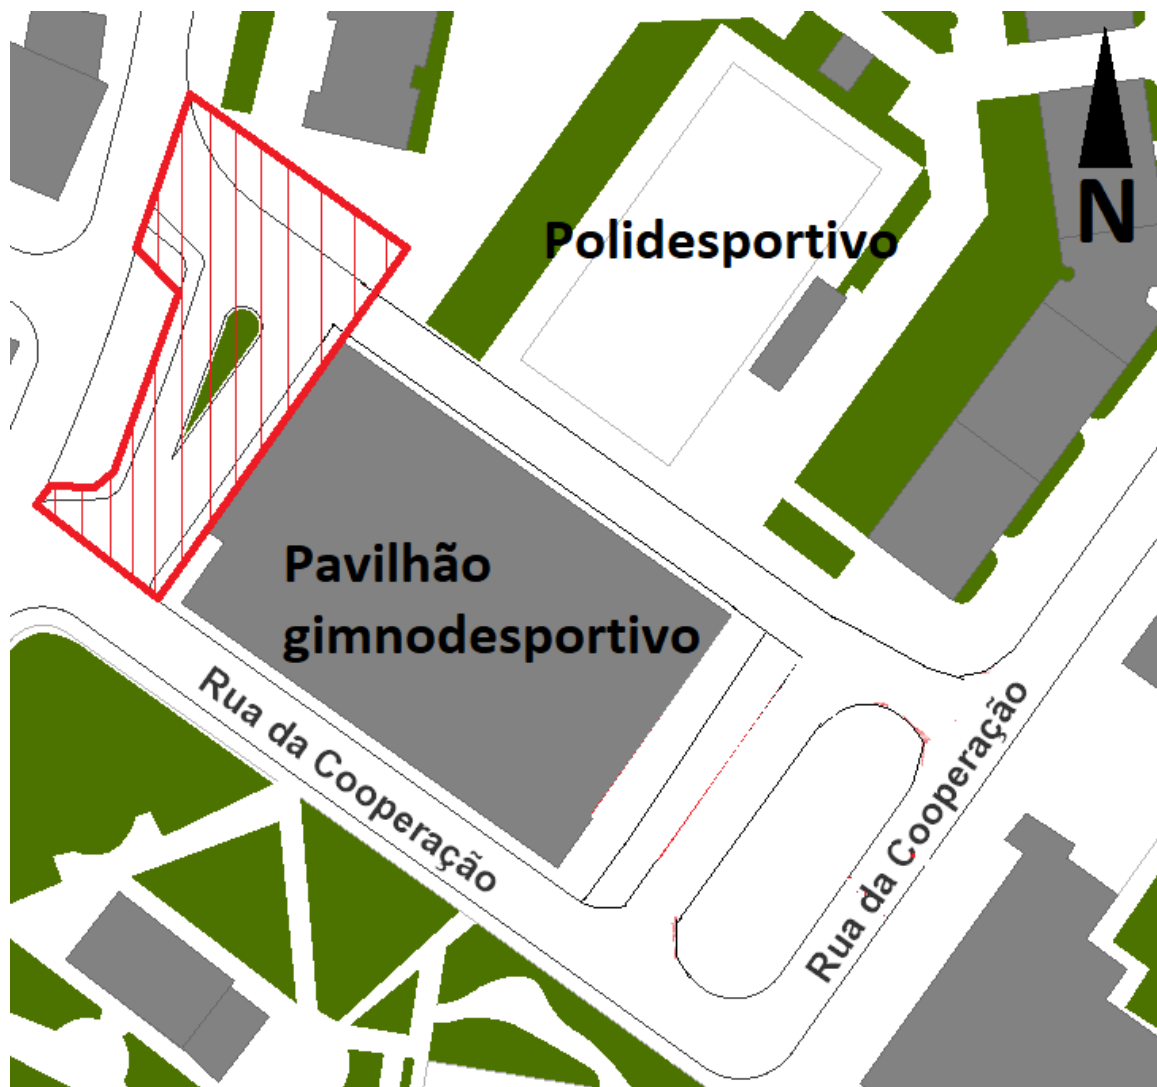 N
Polidesportivo
Pavilhão
gimnodesportivo
Rua da Cooperação
Rua da Cooperação